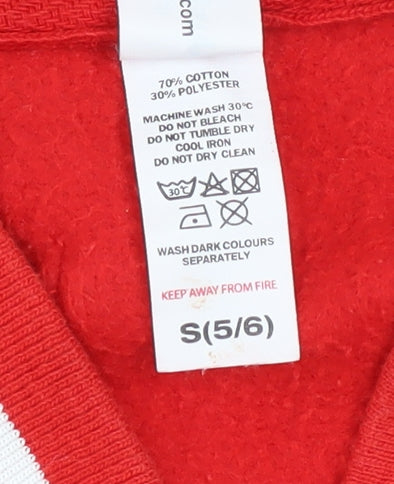 .com
70% COTTON
30% POLYESTER
MACHINE WASH 30°C
DO NOT BLEACH
DO NOT TUMBLE DRY
COOL IRON
DO NOT DRY CLEAN
30°C
WASH DARK COLOURS
SEPARATELY
KEEP AWAY FROM FIRE
S(5/6)